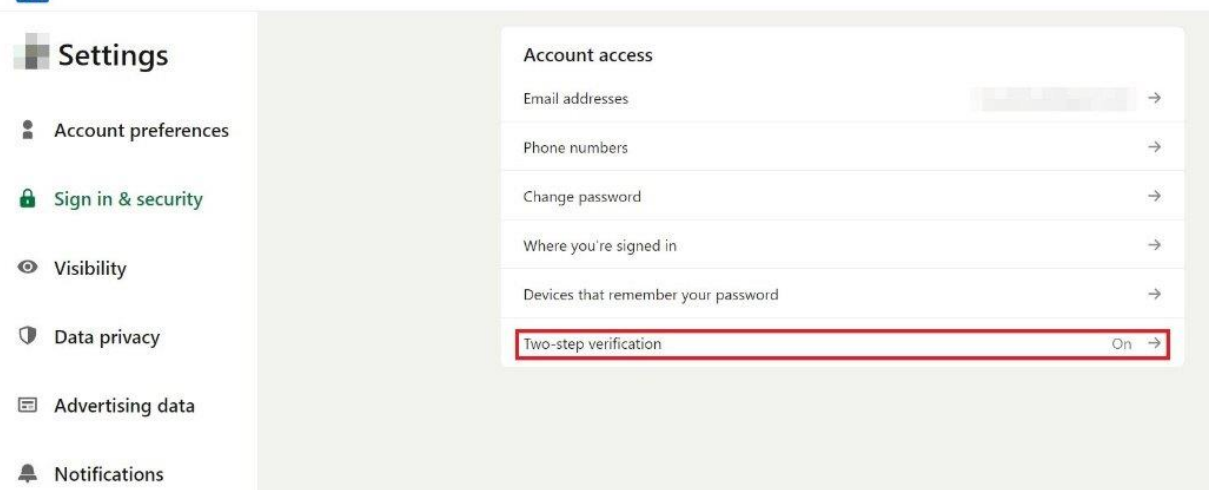 Settings
Account preferences
Sign in & security
Visibility
Data privacy
Advertising data
Notifications
Account access
Email addresses
Phone numbers
Change password
Where you're signed in
Devices that remember your password
Two-step verification On